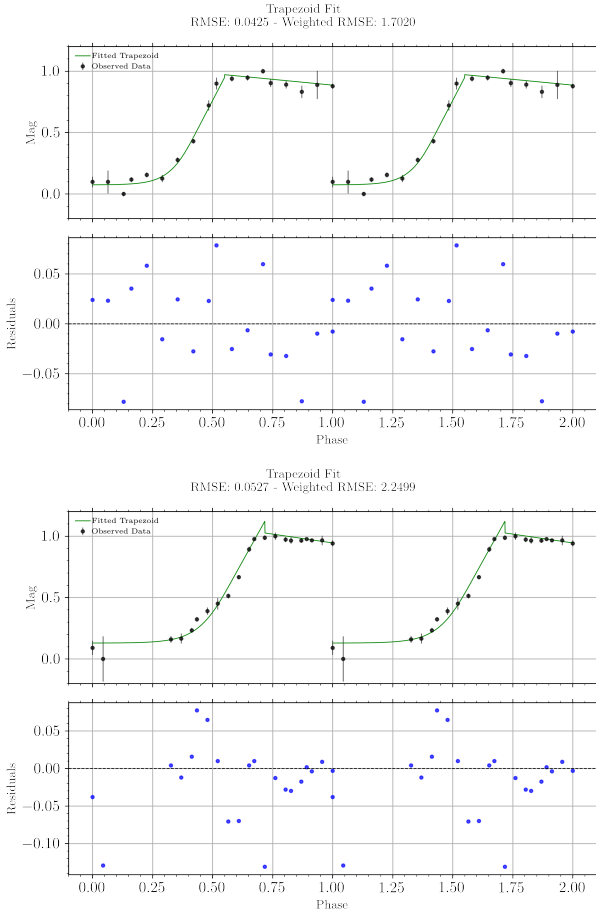 Trapezoid Fit
RMSE: 0.0425 - Weighted RMSE: 1.7020
Fitted Trapezoid
Observed Data
1.0
0.5
0.0
Mag
0.05
0.00
−0.05
Residuals
0.00 0.25 0.50 0.75 1.00 1.25 1.50 1.75 2.00
Phase
Trapezoid Fit
RMSE: 0.0527 - Weighted RMSE: 2.2499
Fitted Trapezoid
Observed Data
1.0
0.5
0.0
Mag
0.05
0.00
−0.05
−0.10
Residuals
0.00 0.25 0.50 0.75 1.00 1.25 1.50 1.75 2.00
Phase